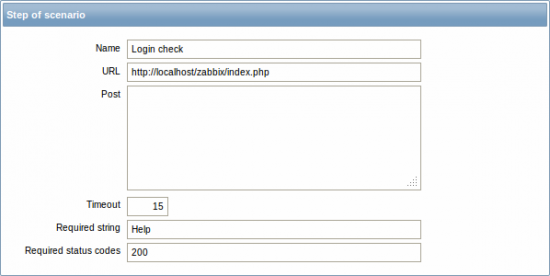 Step of scenario
Name Login check
URL http://localhost/zabbix/index.php
Post
Timeout 15
Required string Help
Required status codes 200